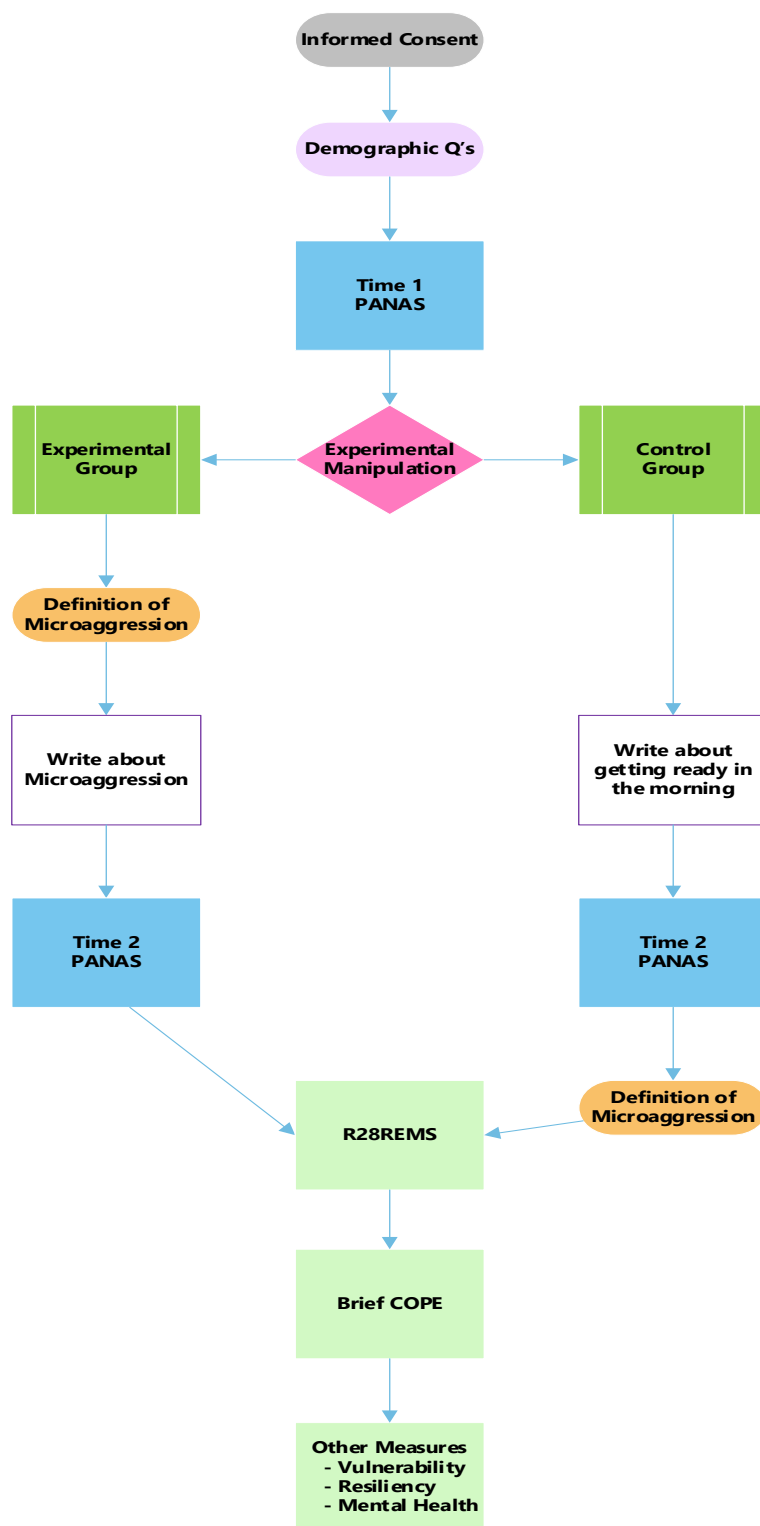 Informed Consent
Demographic Q's
Time 1
PANAS
Experimental
Group
Experimental
Manipulation
Control
Group
Definition of
Microaggression
Write about
Microaggression
Write about
getting ready in
the morning
Time 2
PANAS
Time 2
PANAS
R28REMS
Definition of
Microaggression
Brief COPE
Other Measures
- Vulnerability
- Resiliency
- Mental Health